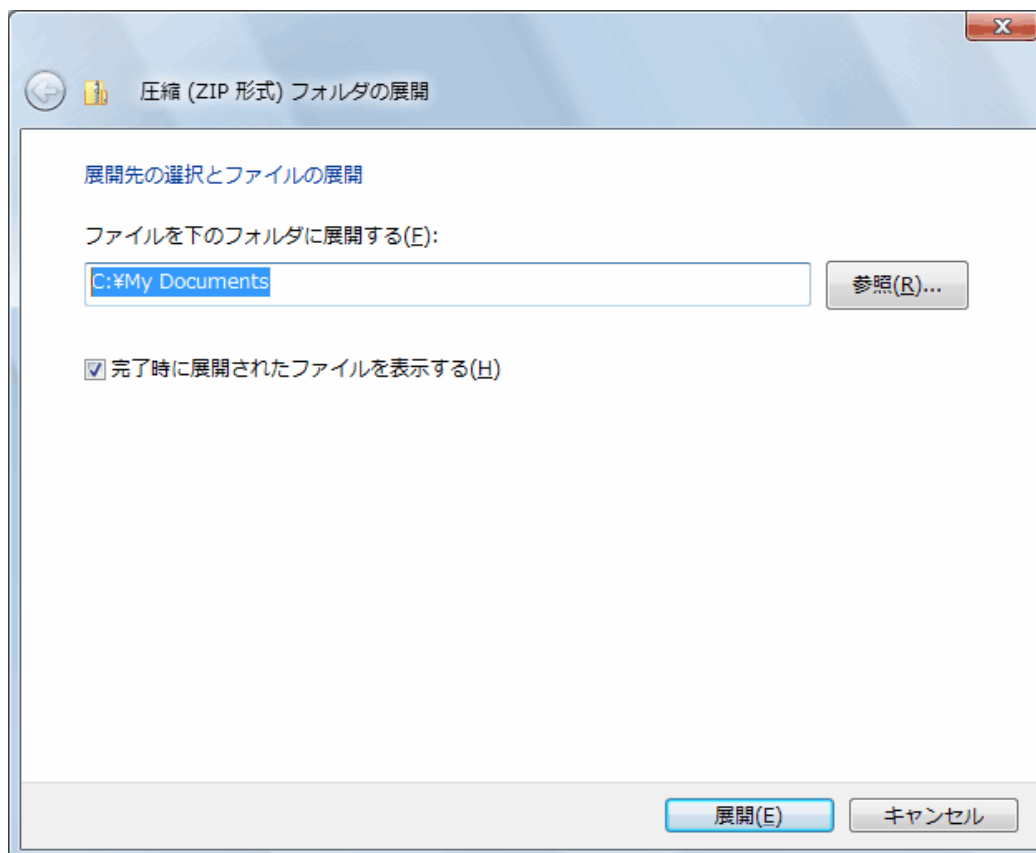 圧縮 (ZIP 形式) フォルダの展開
展開先の選択とファイルの展開
ファイルを下のフォルダに展開する(F):
C:¥My Documents
参照(R)...
完了時に展開されたファイルを表示する(H)
展開(E)
キャンセル